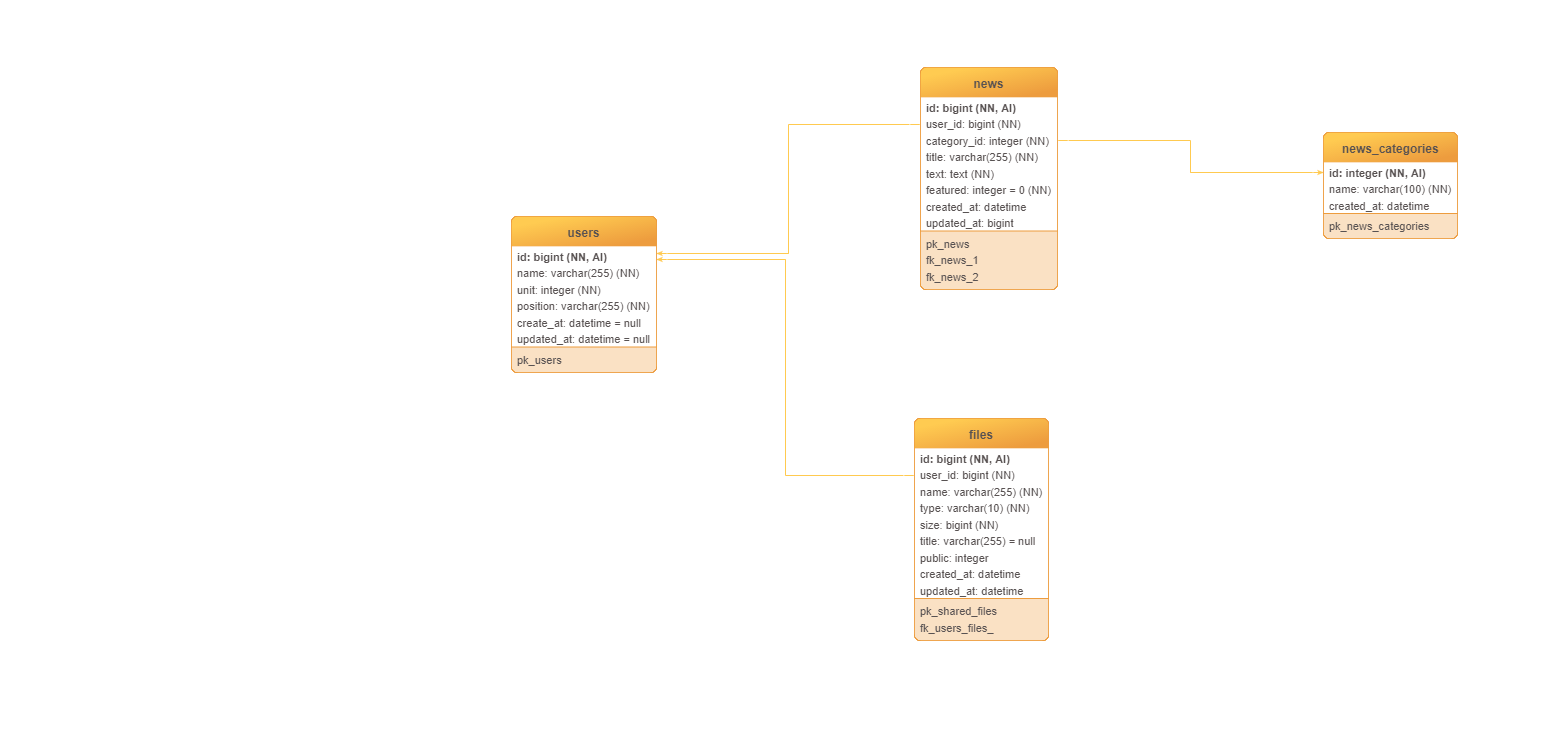 news
id: bigint (NN, AI)
user_id: bigint (NN)
category_id: integer (NN)
title: varchar(255) (NN)
text: text (NN)
featured: integer = 0 (NN)
created_at: datetime
updated_at: bigint
pk_news
fk_news_1
fk_news_2
news_categories
id: integer (NN, AI)
name: varchar(100) (NN)
created_at: datetime
pk_news_categories
users
id: bigint (NN, AI)
name: varchar(255) (NN)
unit: integer (NN)
position: varchar(255) (NN)
create_at: datetime = null
updated_at: datetime = null
pk_users
files
id: bigint (NN, AI)
user_id: bigint (NN)
name: varchar(255) (NN)
type: varchar(10) (NN)
size: bigint (NN)
title: varchar(255) = null
public: integer
created_at: datetime
updated_at: datetime
pk_shared_files
fk_users_files_